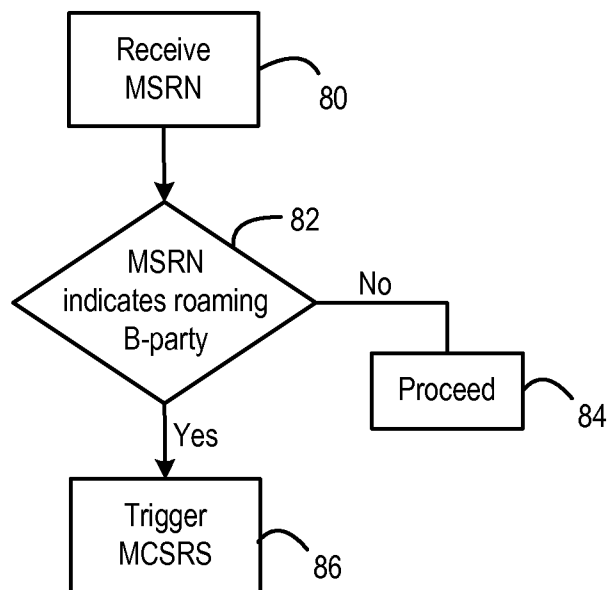 Receive
MSRN
80
82
MSRN
indicates roaming
B-party
No
Proceed
84
Yes
Trigger
MCSRS
86